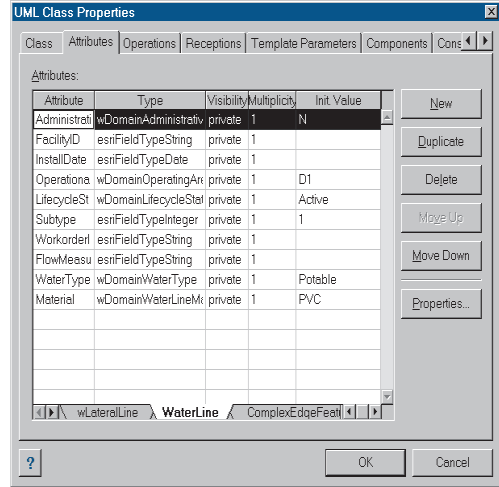 UML Class Properties
Class Attributes Operations Receptions Template Parameters Components Cons
Attributes:
Attribute Type Visibility Multiplicity Init. Value
Administrati wDomainAdministrativ private 1 N
FacilityID esriFieldTypeString private 1
InstallDate esriFieldTypeDate private 1
Operationa wDomainOperatingAre private 1 D1
LifecycleSt wDomainLifecycleStat private 1 Active
Subtype esriFieldTypeInteger private 1 1
WorkorderI esriFieldTypeString private 1
FlowMeasu esriFieldTypeString private 1
WaterType wDomainWaterType private 1 Potable
Material wDomainWaterLineMa private 1 PVC
wLateralLine WaterLine ComplexEdgeFeatu
New
Duplicate
Delete
Move Up
Move Down
Properties...
? OK Cancel